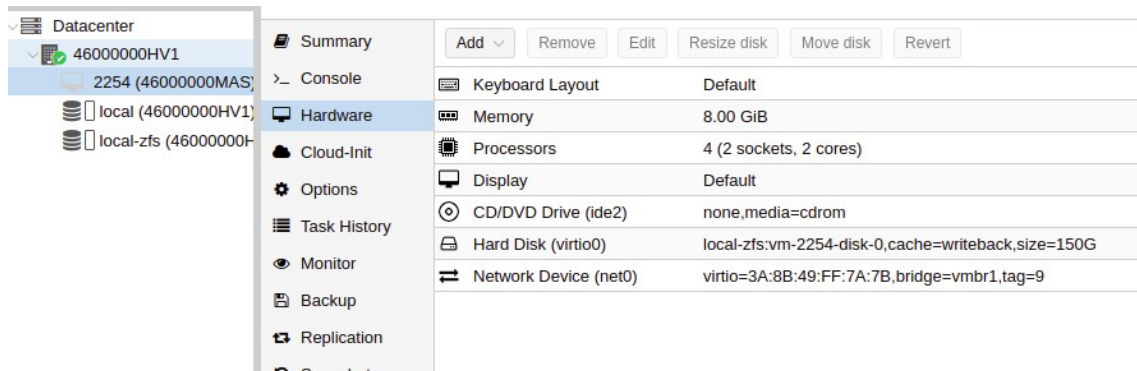 Datacenter
46000000HV1
2254 (46000000MAS)
local (46000000HV1)
local-zfs (46000000H
Summary
Console
Hardware
Cloud-Init
Options
Task History
Monitor
Backup
Replication
Add Remove Edit Resize disk Move disk Revert
Keyboard Layout Default
Memory 8.00 GiB
Processors 4 (2 sockets, 2 cores)
Display Default
CD/DVD Drive (ide2) none,media=cdrom
Hard Disk (virtio0) local-zfs:vm-2254-disk-0,cache=writeback,size=150G
Network Device (net0) virtio=3A:8B:49:FF:7A:7B,bridge=vmbr1,tag=9